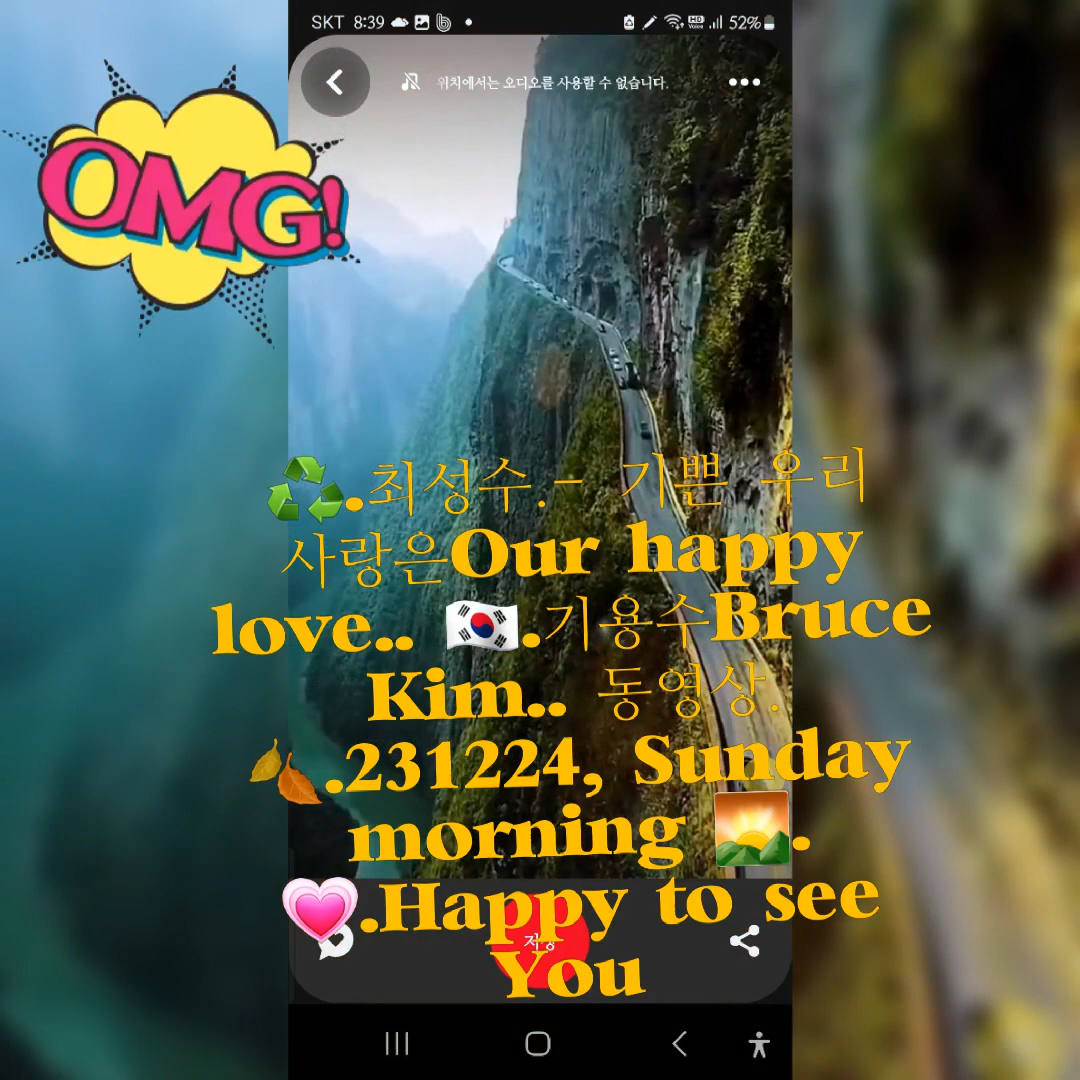 SKT 8:39
52%
위치에서는 오디오를 사용할 수 없습니다.
OMG!
♻️.최성수.- 기쁜 우리
사랑은Our happy
love.. 🇰🇷.기용수Bruce
Kim.. 동영상.
🍂.231224, Sunday
morning 🌄.
💗.Happy to see
You
저장